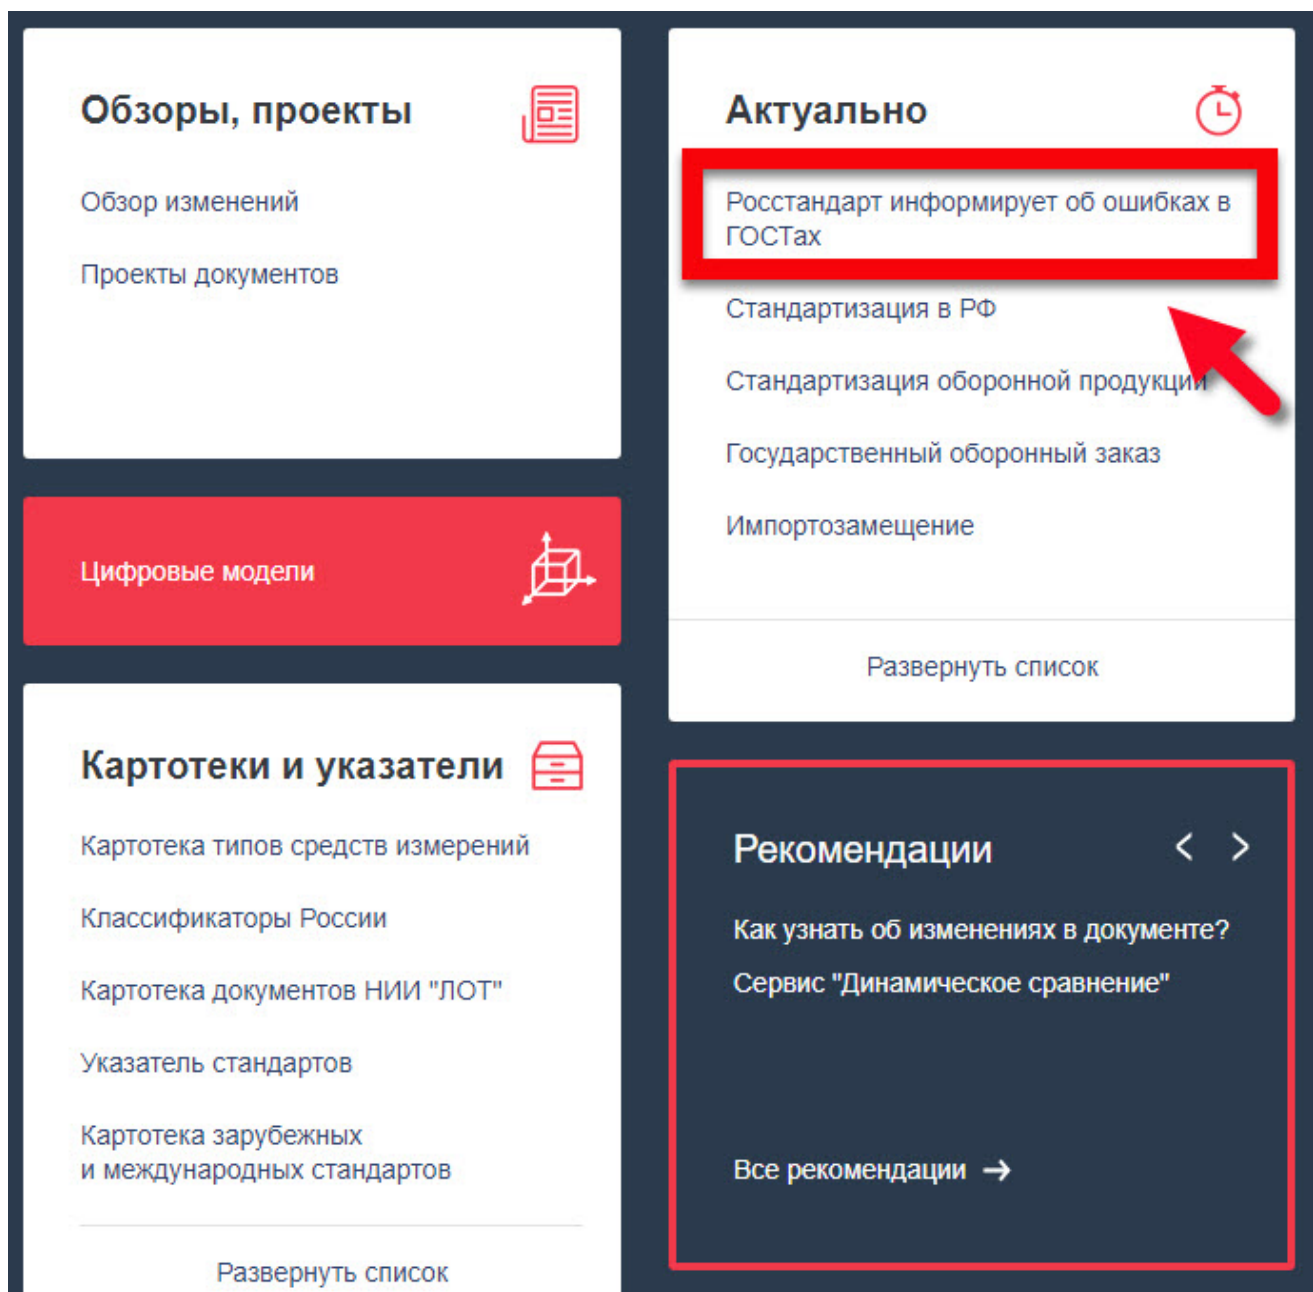 Обзоры, проекты
Обзор изменений
Проекты документов
Цифровые модели
Картотеки и указатели
Картотека типов средств измерений
Классификаторы России
Картотека документов НИИ "ЛОТ"
Указатель стандартов
Картотека зарубежных
и международных стандартов
Развернуть список
Актуально
Росстандарт информирует об ошибках в
ГОСТах
Стандартизация в РФ
Стандартизация оборонной продукции
Государственный оборонный заказ
Импортозамещение
Развернуть список
Рекомендации
Как узнать об изменениях в документе?
Сервис "Динамическое сравнение"
Все рекомендации →